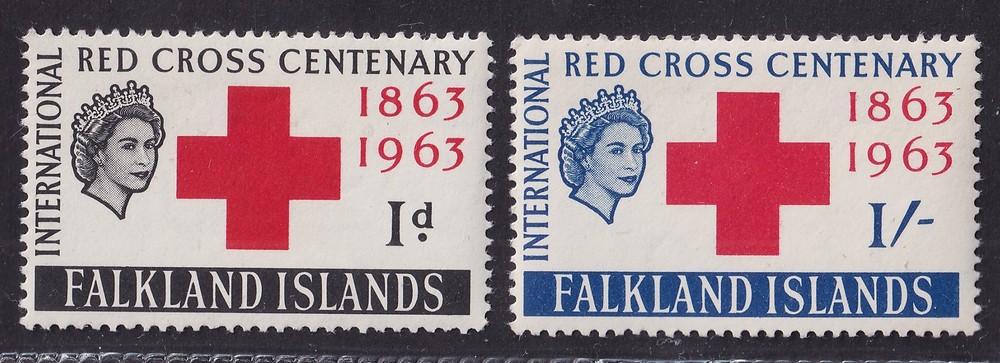 INTERNATIONAL
RED CROSS CENTENARY
1863
1963
1d.
FALKLAND ISLANDS
INTERNATIONAL
RED CROSS CENTENARY
1863
1963
1/-
FALKLAND ISLANDS